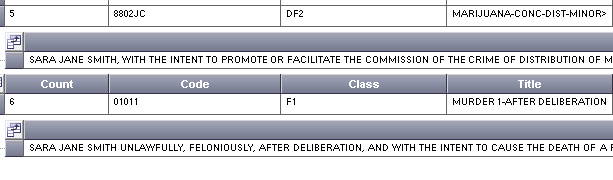 5 8802JC DF2 MARIJUANA-CONC-DIST-MINOR>
SARA JANE SMITH, WITH THE INTENT TO PROMOTE OR FACILITATE THE COMMISSION OF THE CRIME OF DISTRIBUTION OF M
Count Code Class Title
6 01011 F1 MURDER 1-AFTER DELIBERATION
SARA JANE SMITH UNLAWFULLY, FELONIOUSLY, AFTER DELIBERATION, AND WITH THE INTENT TO CAUSE THE DEATH OF A